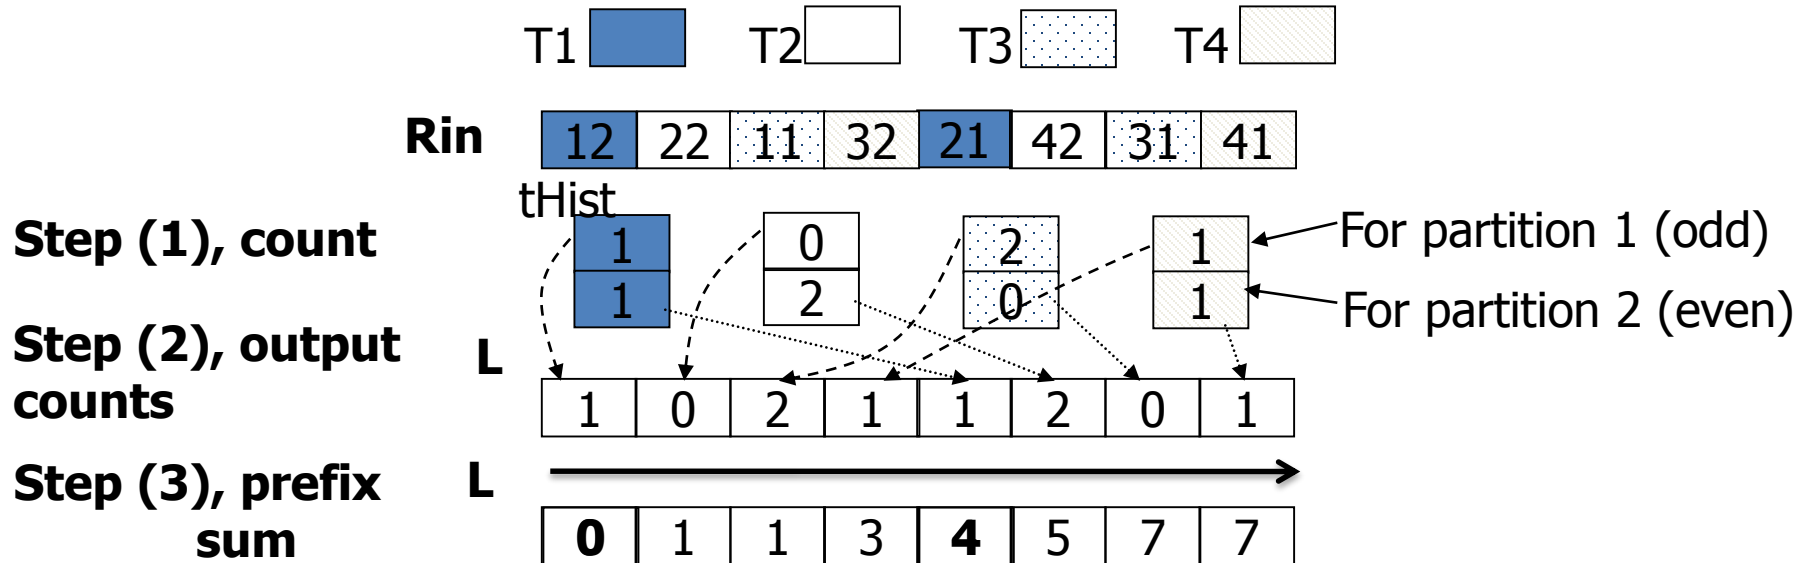 T1 T2 T3 T4
Rin 12 22 11 32 21 42 31 41
tHist
Step (1), count 1 0 2 1 For partition 1 (odd)
1 2 0 1 For partition 2 (even)
Step (2), output L
counts 1 0 2 1 1 2 0 1
Step (3), prefix L
sum 0 1 1 3 4 5 7 7